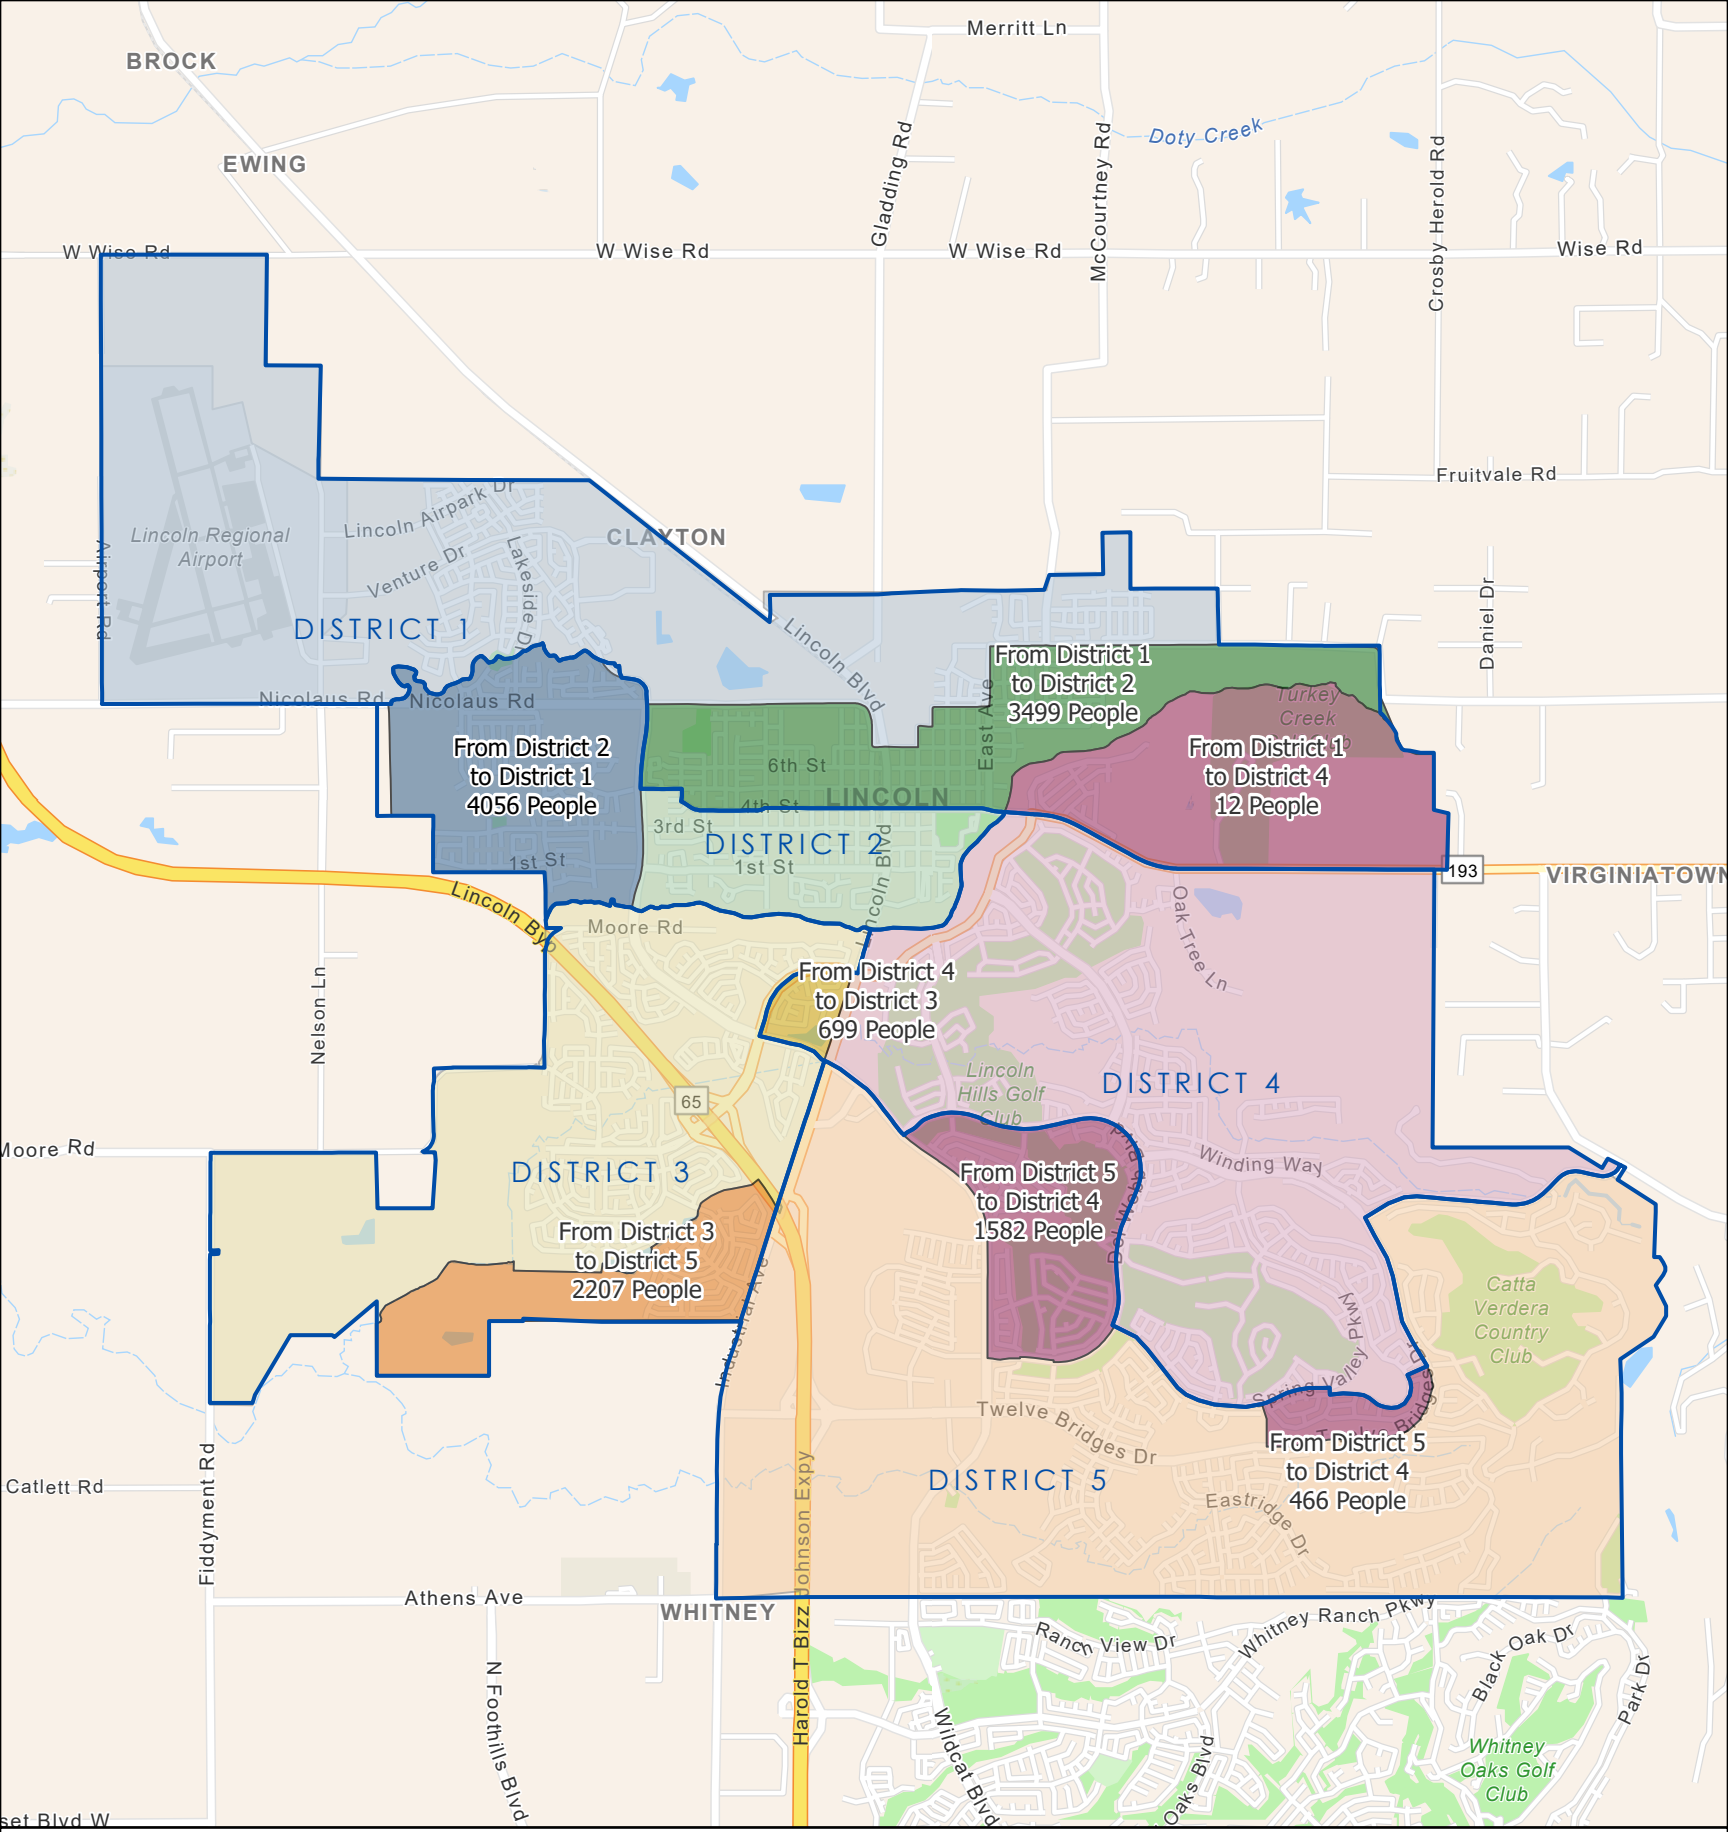 Merritt Ln
BROCK
Doty Creek
EWING
Gladding Rd
McCourtney Rd
Crosby Herold Rd
W Wise Rd
W Wise Rd
W Wise Rd
Wise Rd
Fruitvale Rd
Lincoln Airpark Dr
Lincoln Regional
Airport
CLAYTON
Venture Dr
Lakeside Dr
Airport Rd
Daniel Dr
DISTRICT 1
Lincoln Blvd
From District 1
to District 2
3499 People
East Ave
Nicolaus Rd
Nicolaus Rd
Turkey
Creek
Club
From District 2
to District 1
4056 People
From District 1
to District 4
12 People
6th St
4th St
LINCOLN
3rd St
DISTRICT 2
1st St
1st St
Lincoln Blvd
193
VIRGINIATOWN
Lincoln Byp
Moore Rd
Oak Tree Ln
From District 4
to District 3
699 People
Nelson Ln
65
Lincoln
Hills Golf
Club
DISTRICT 4
Moore Rd
DISTRICT 3
Winding Way
Del Webb Blvd
From District 5
to District 4
1582 People
From District 3
to District 5
2207 People
Industrial Ave
Catta
Verdera
Country
Club
Spring Valley Pkwy
Twelve Bridges Dr
Twelve Bridges Dr
From District 5
to District 4
466 People
DISTRICT 5
Eastridge Dr
Catlett Rd
Fiddyment Rd
Harold T Bizz Johnson Expy
Athens Ave
WHITNEY
Whitney Ranch Pkwy
Ranch View Dr
Black Oak Dr
Park Dr
N Foothills Blvd
Wildcat Blvd
Oaks Blvd
Whitney
Oaks Golf
Club
set Blvd W